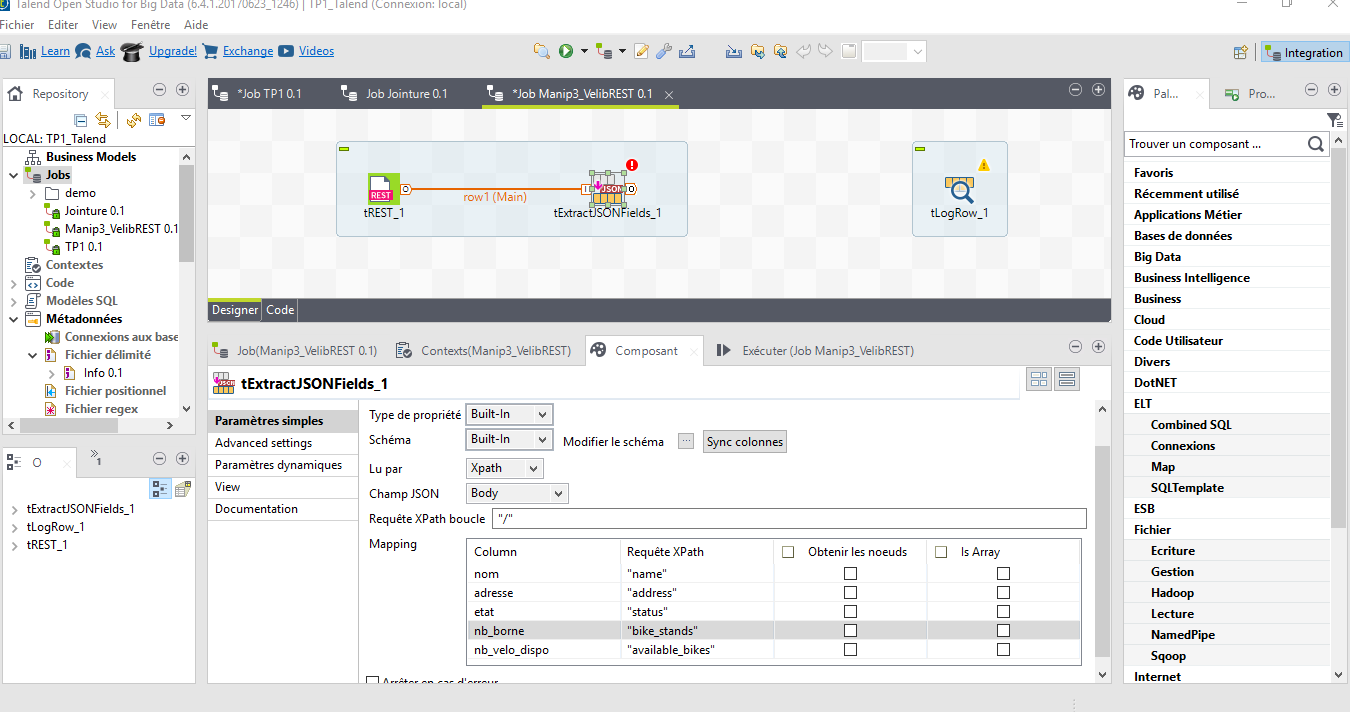 Talend Open Studio for Big Data (6.4.1.20170623_1246) | TP1_Talend (Connexion: local)
Fichier Editer View Fenêtre Aide
Learn Ask Upgrade! Exchange Videos Integration
Repository
LOCAL: TP1_Talend
Business Models
Jobs
demo
Jointure 0.1
Manip3_VelibREST 0.1
TP1 0.1
Contextes
Code
Modèles SQL
Métadonnées
Connexions aux base
Fichier délimité
Info 0.1
Fichier positionnel
Fichier regex
O
1
tExtractJSONFields_1
tLogRow_1
tREST_1
*Job TP1 0.1 Job Jointure 0.1 *Job Manip3_VelibREST 0.1
REST O row1 (Main) I JSON O
tREST_1 tExtractJSONFields_1 tLogRow_1
Designer Code
Job(Manip3_VelibREST 0.1) Contexts(Manip3_VelibREST) Composant Exécuter (Job Manip3_VelibREST)
JSON tExtractJSONFields_1
Paramètres simples
Advanced settings
Paramètres dynamiques
View
Documentation
Type de propriété Built-In
Schéma Built-In Modifier le schéma ... Sync colonnes
Lu par Xpath
Champ JSON Body
Requête XPath boucle "/"
Mapping Column Requête XPath Obtenir les noeuds Is Array
nom "name"
adresse "address"
etat "status"
nb_borne "bike_stands"
nb_velo_dispo "available_bikes"
Arrêter en cas d'erreur
Pal... Pro...
Trouver un composant ...
Favoris
Récemment utilisé
Applications Métier
Bases de données
Big Data
Business Intelligence
Business
Cloud
Code Utilisateur
Divers
DotNET
ELT
Combined SQL
Connexions
Map
SQLTemplate
ESB
Fichier
Ecriture
Gestion
Hadoop
Lecture
NamedPipe
Sqoop
Internet